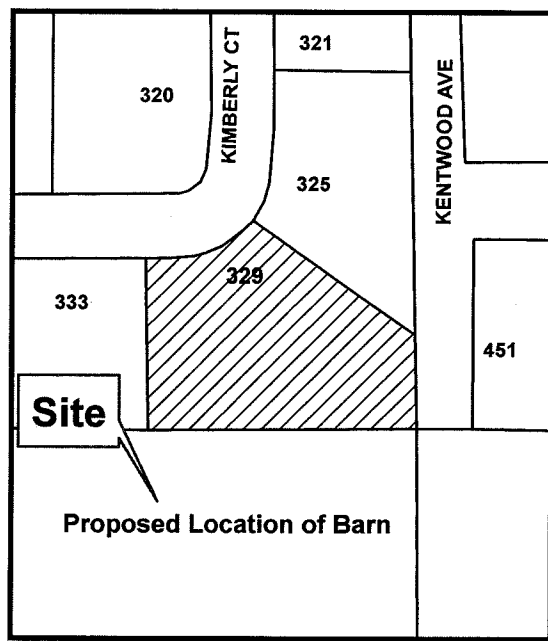 321
320
KIMBERLY CT
KENTWOOD AVE
325
329
333
451
Site
Proposed Location of Barn